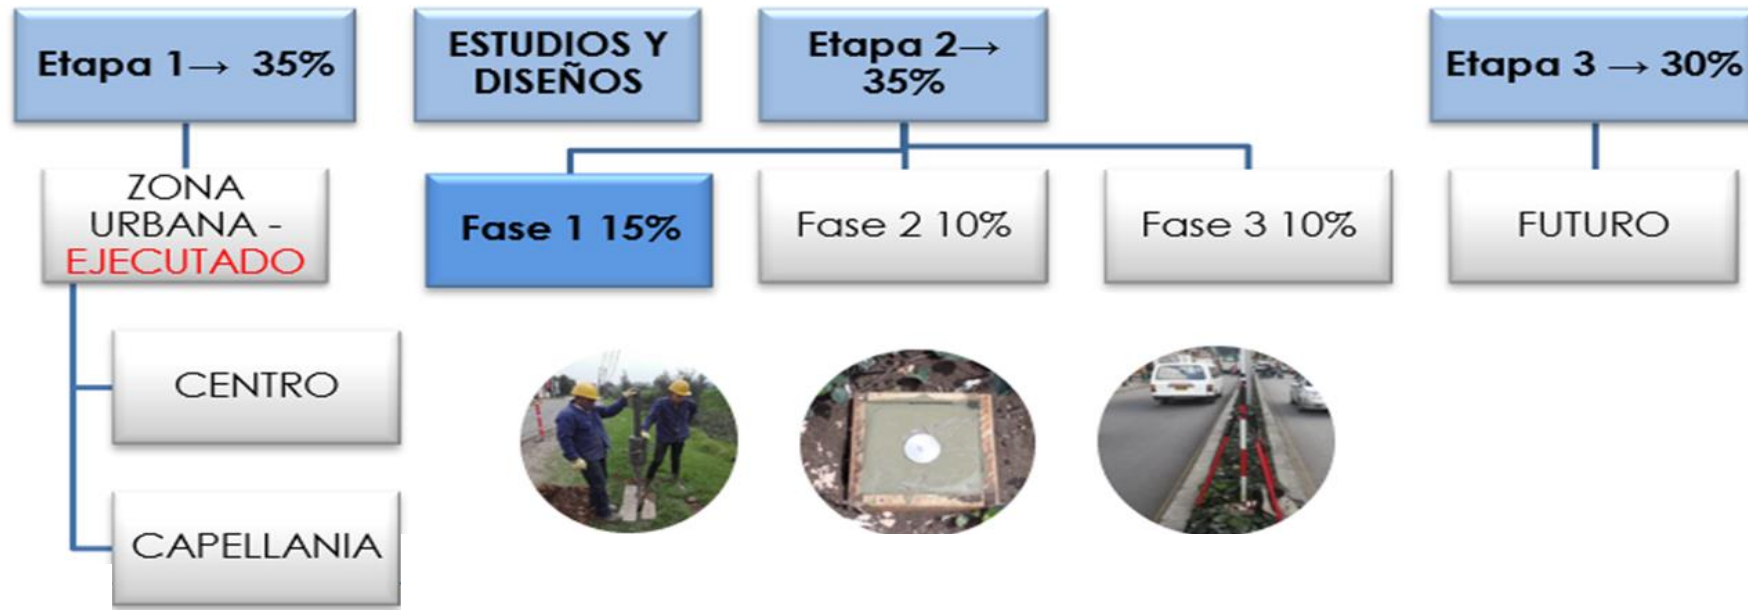 Etapa 1→ 35%
ESTUDIOS Y
DISEÑOS
Etapa 2→
35%
Etapa 3 → 30%
ZONA
URBANA -
EJECUTADO
Fase 1 15%
Fase 2 10%
Fase 3 10%
FUTURO
CENTRO
CAPELLANIA